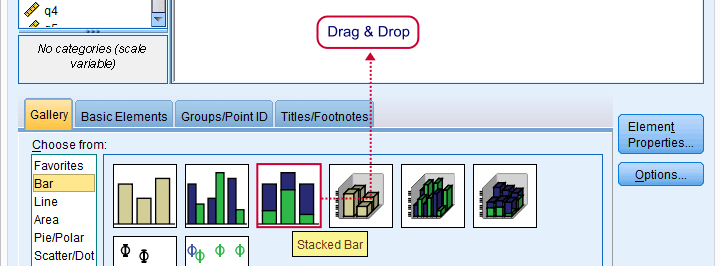 q4
No categories (scale
variable)
Drag & Drop
Gallery
Basic Elements
Groups/Point ID
Titles/Footnotes
Choose from:
Favorites
Bar
Line
Area
Pie/Polar
Scatter/Dot
Stacked Bar
Element
Properties...
Options...